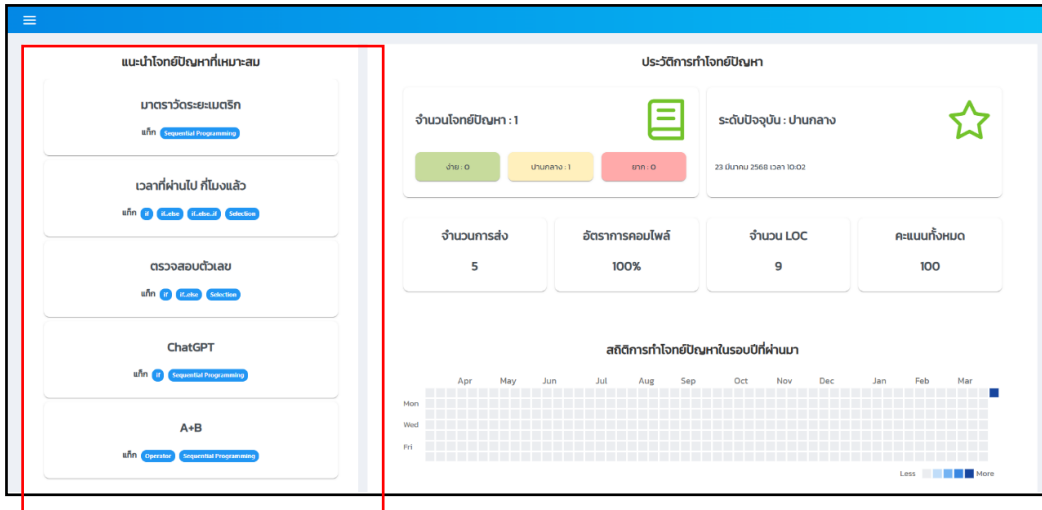 แนะนำโจทย์ปัญหาที่เหมาะสม
มาตราวัดระยะเมตริก
แท็ก Sequential Programming
เวลาที่ผ่านไป กี่โมงแล้ว
แท็ก if if..else if..else..if Selection
ตรวจสอบตัวเลข
แท็ก if if..else Selection
ChatGPT
แท็ก if Sequential Programming
A+B
แท็ก Operator Sequential Programming
ประวัติการทำโจทย์ปัญหา
จำนวนโจทย์ปัญหา : 1
ง่าย : 0 ปานกลาง : 1 ยาก : 0
ระดับปัจจุบัน : ปานกลาง
23 มีนาคม 2568 เวลา 10:02
จำนวนการส่ง
5
อัตราการคอมไพล์
100%
จำนวน LOC
9
คะแนนทั้งหมด
100
สถิติการทำโจทย์ปัญหาในรอบปีที่ผ่านมา
Apr May Jun Jul Aug Sep Oct Nov Dec Jan Feb Mar
Mon
Wed
Fri
Less More